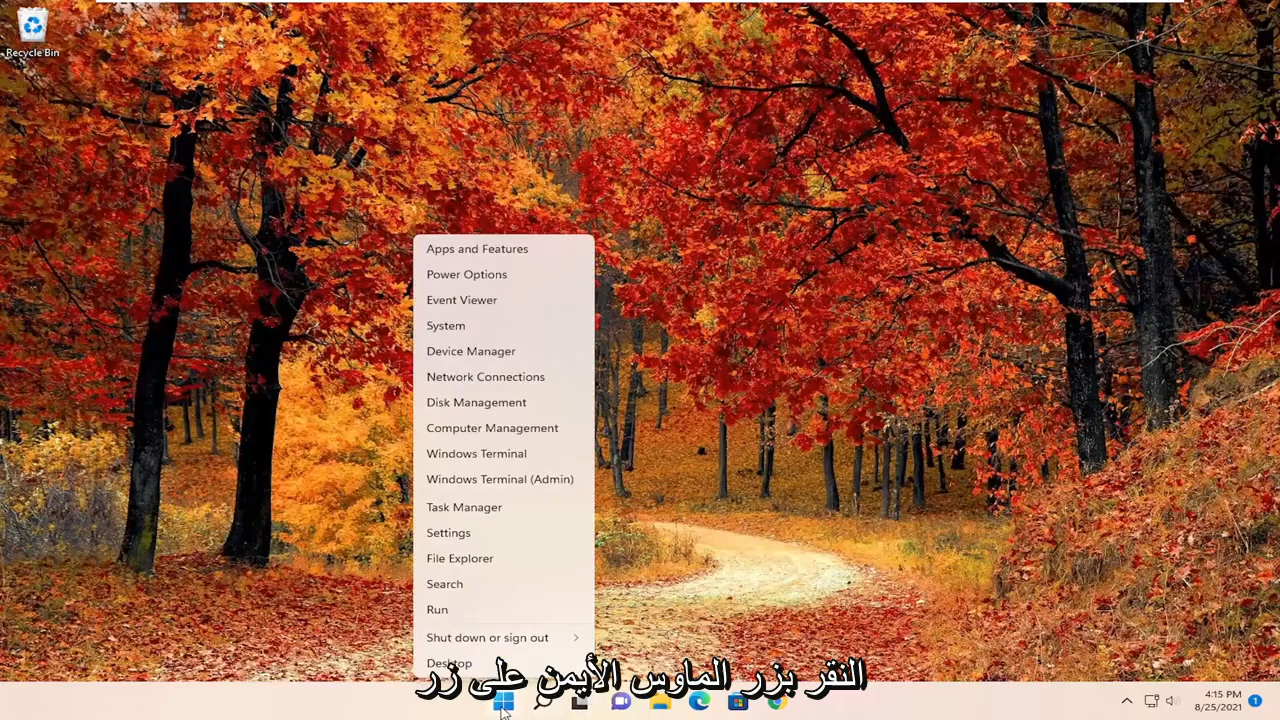 Recycle Bin
Apps and Features
Power Options
Event Viewer
System
Device Manager
Network Connections
Disk Management
Computer Management
Windows Terminal
Windows Terminal (Admin)
Task Manager
Settings
File Explorer
Search
Run
Shut down or sign out
Desktop
النقر بزر الماوس الأيمن على زر
4:15 PM
8/25/2021
1